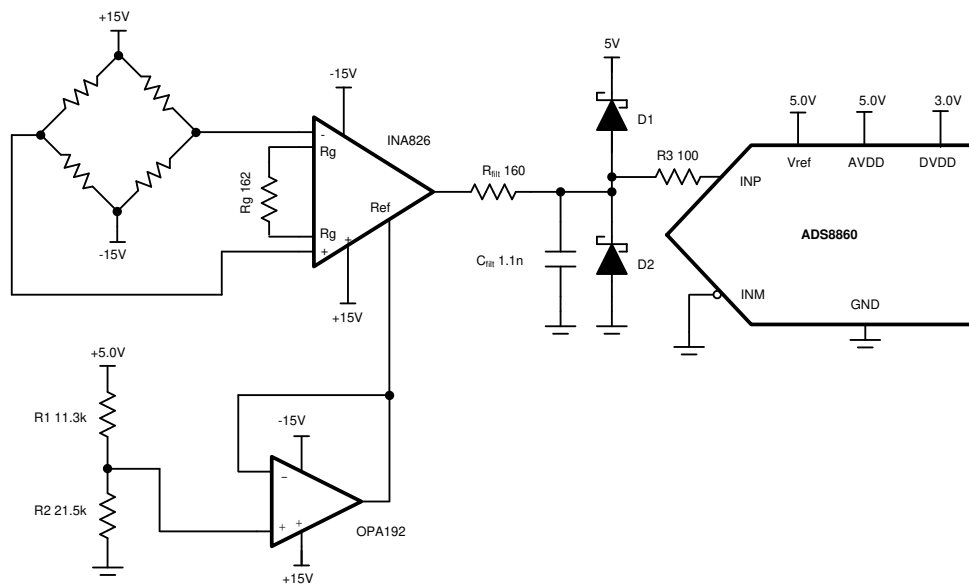 +15V
-15V
-15V
INA826
-
Rg
Rg 162
Rg
+
Ref
+
+15V
Rfilt 160
Cfilt 1.1n
5V
D1
D2
R3 100
5.0V
5.0V
3.0V
Vref
AVDD
DVDD
INP
ADS8860
INM
GND
+5.0V
R1 11.3k
R2 21.5k
-15V
−
+
+
OPA192
+15V